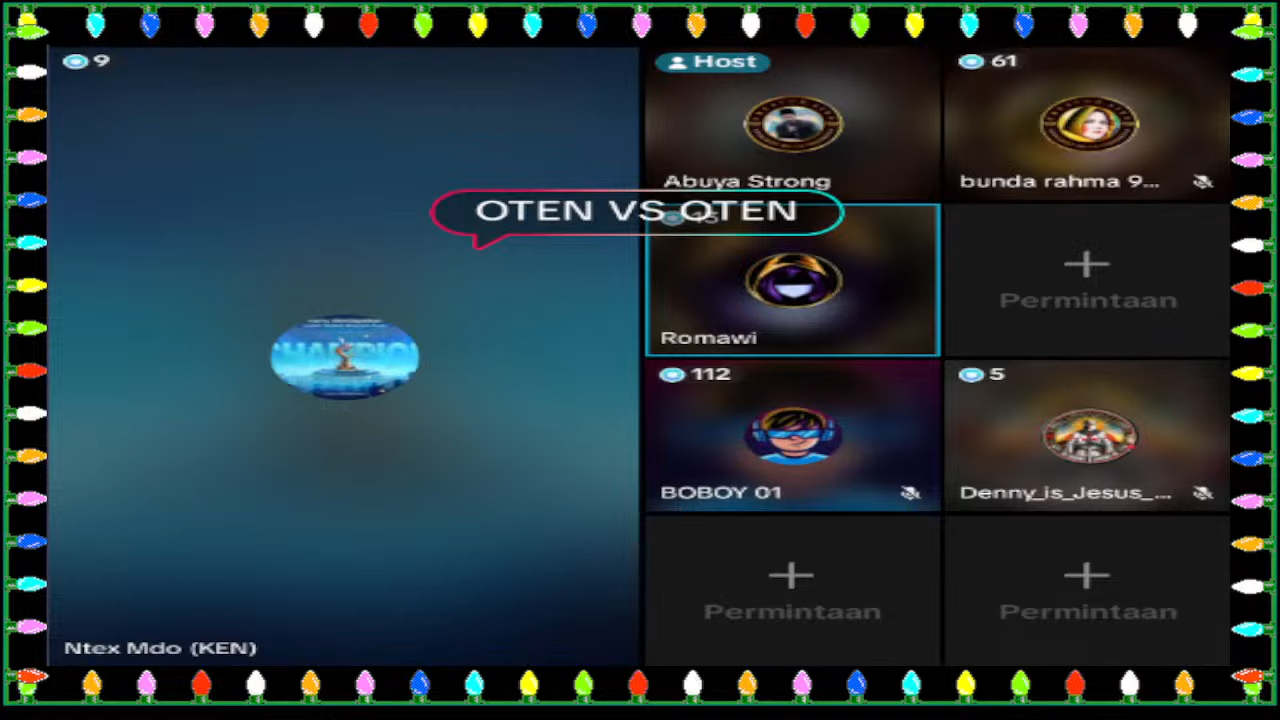 9
Host
61
Abuya Strong
bunda rahma 9...
OTEN VS OTEN
Romawi
Permintaan
CHAMPION
112
5
BOBOY 01
Denny_is_Jesus_...
Permintaan
Permintaan
Ntex Mdo (KEN)